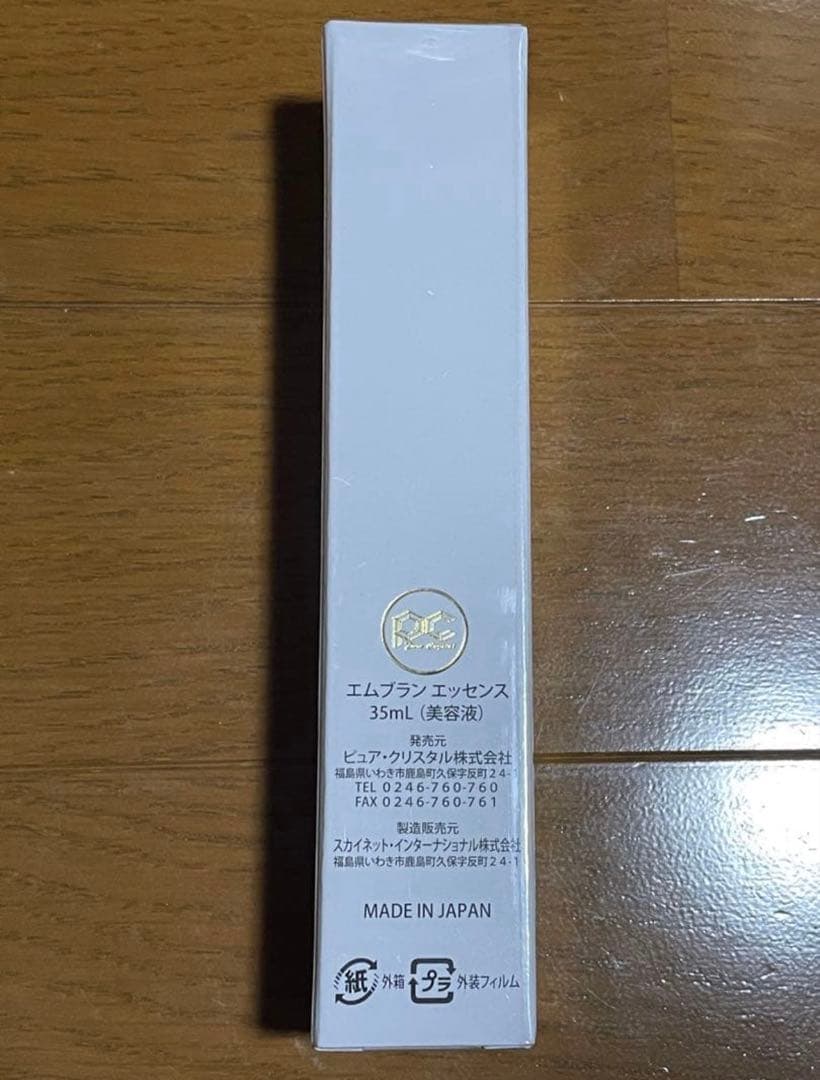 PC
Pure Crystal
エムブラン エッセンス
35mL（美容液）
発売元
ピュア・クリスタル株式会社
福島県いわき市鹿島町久保字反町２４-１
TEL 0246-760-760
FAX 0246-760-761
製造販売元
スカイネット・インターナショナル株式会社
福島県いわき市鹿島町久保字反町２４-１
MADE IN JAPAN
紙 外箱 プラ 外装フィルム